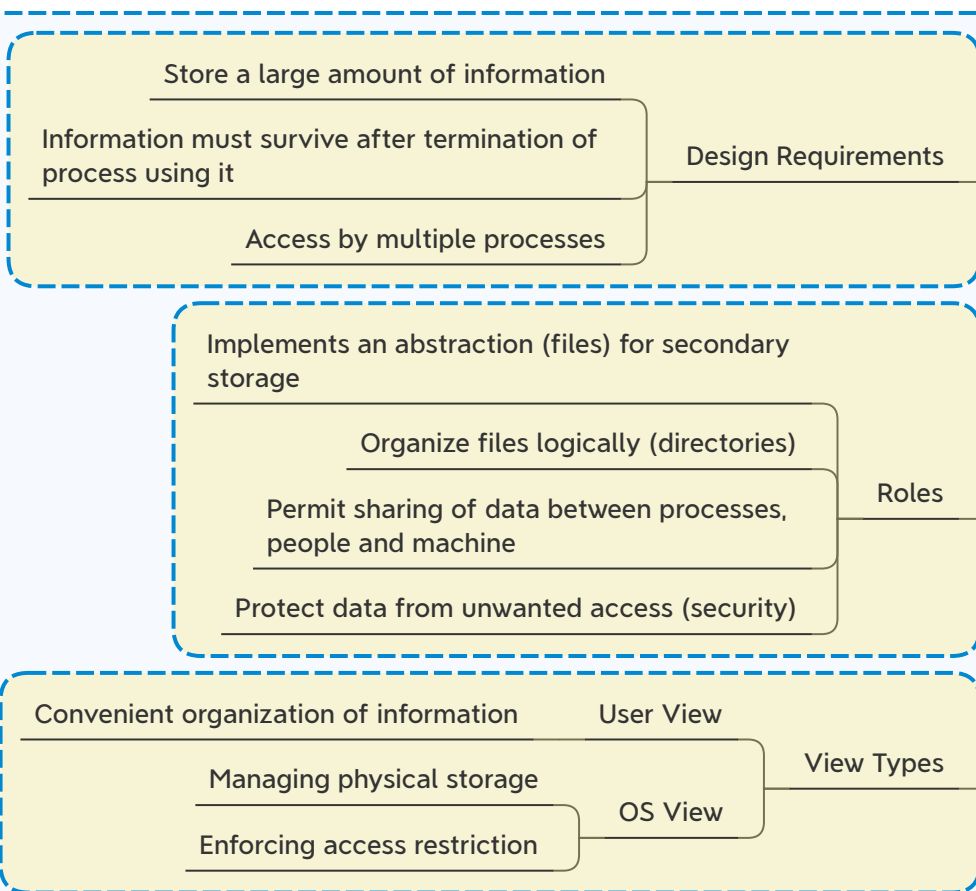 Store a large amount of information
Information must survive after termination of
process using it
Access by multiple processes
Design Requirements
Implements an abstraction (files) for secondary
storage
Organize files logically (directories)
Permit sharing of data between processes,
people and machine
Protect data from unwanted access (security)
Roles
Convenient organization of information
User View
Managing physical storage
Enforcing access restriction
OS View
View Types